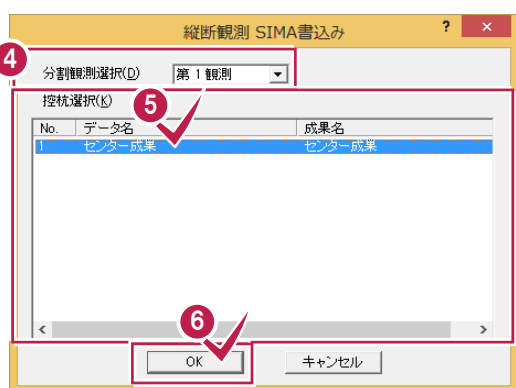 縦断観測 SIMA書込み ? ×
4
分割観測選択(D) 第 1 観測
控杭選択(K)
5
No. データ名 成果名
1 センター成果 センター成果
6
OK キャンセル